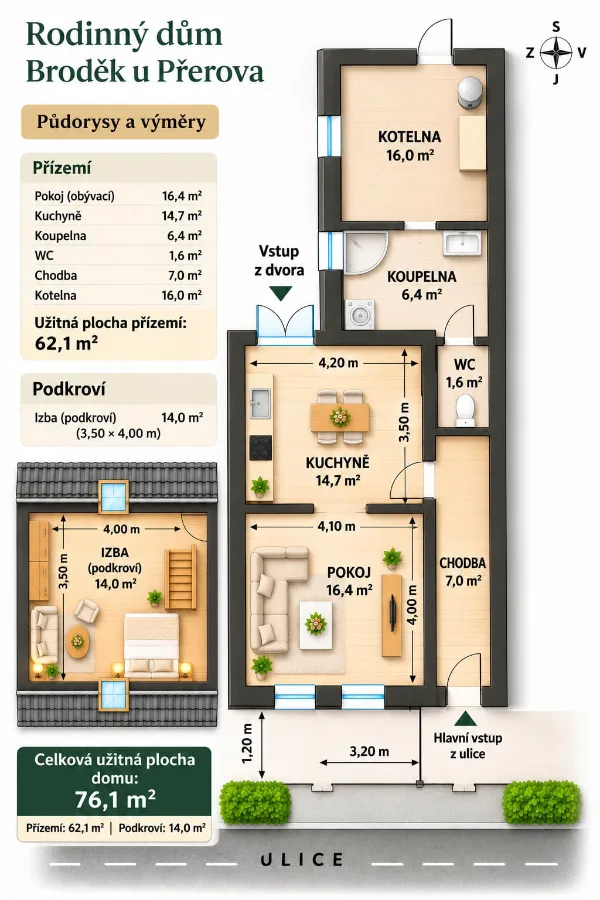 Rodinný dům
Broděk u Přerova
Půdorysy a výměry
Přízemí
Pokoj (obývací) 16,4 m²
Kuchyně 14,7 m²
Koupelna 6,4 m²
WC 1,6 m²
Chodba 7,0 m²
Kotelna 16,0 m²
Užitná plocha přízemí:
62,1 m²
Podkroví
Izba (podkroví) 14,0 m²
(3,50 × 4,00 m)
4,00 m
3,50 m
IZBA
(podkroví)
14,0 m²
Celková užitná plocha
domu:
76,1 m²
Přízemí: 62,1 m² | Podkroví: 14,0 m²
S
Z V
J
KOTELNA
16,0 m²
Vstup
z dvora
KOUPELNA
6,4 m²
WC
1,6 m²
4,20 m
3,50 m
KUCHYNĚ
14,7 m²
4,10 m
POKOJ
16,4 m²
4,00 m
CHODBA
7,0 m²
Hlavní vstup
z ulice
1,20 m
3,20 m
ULICE